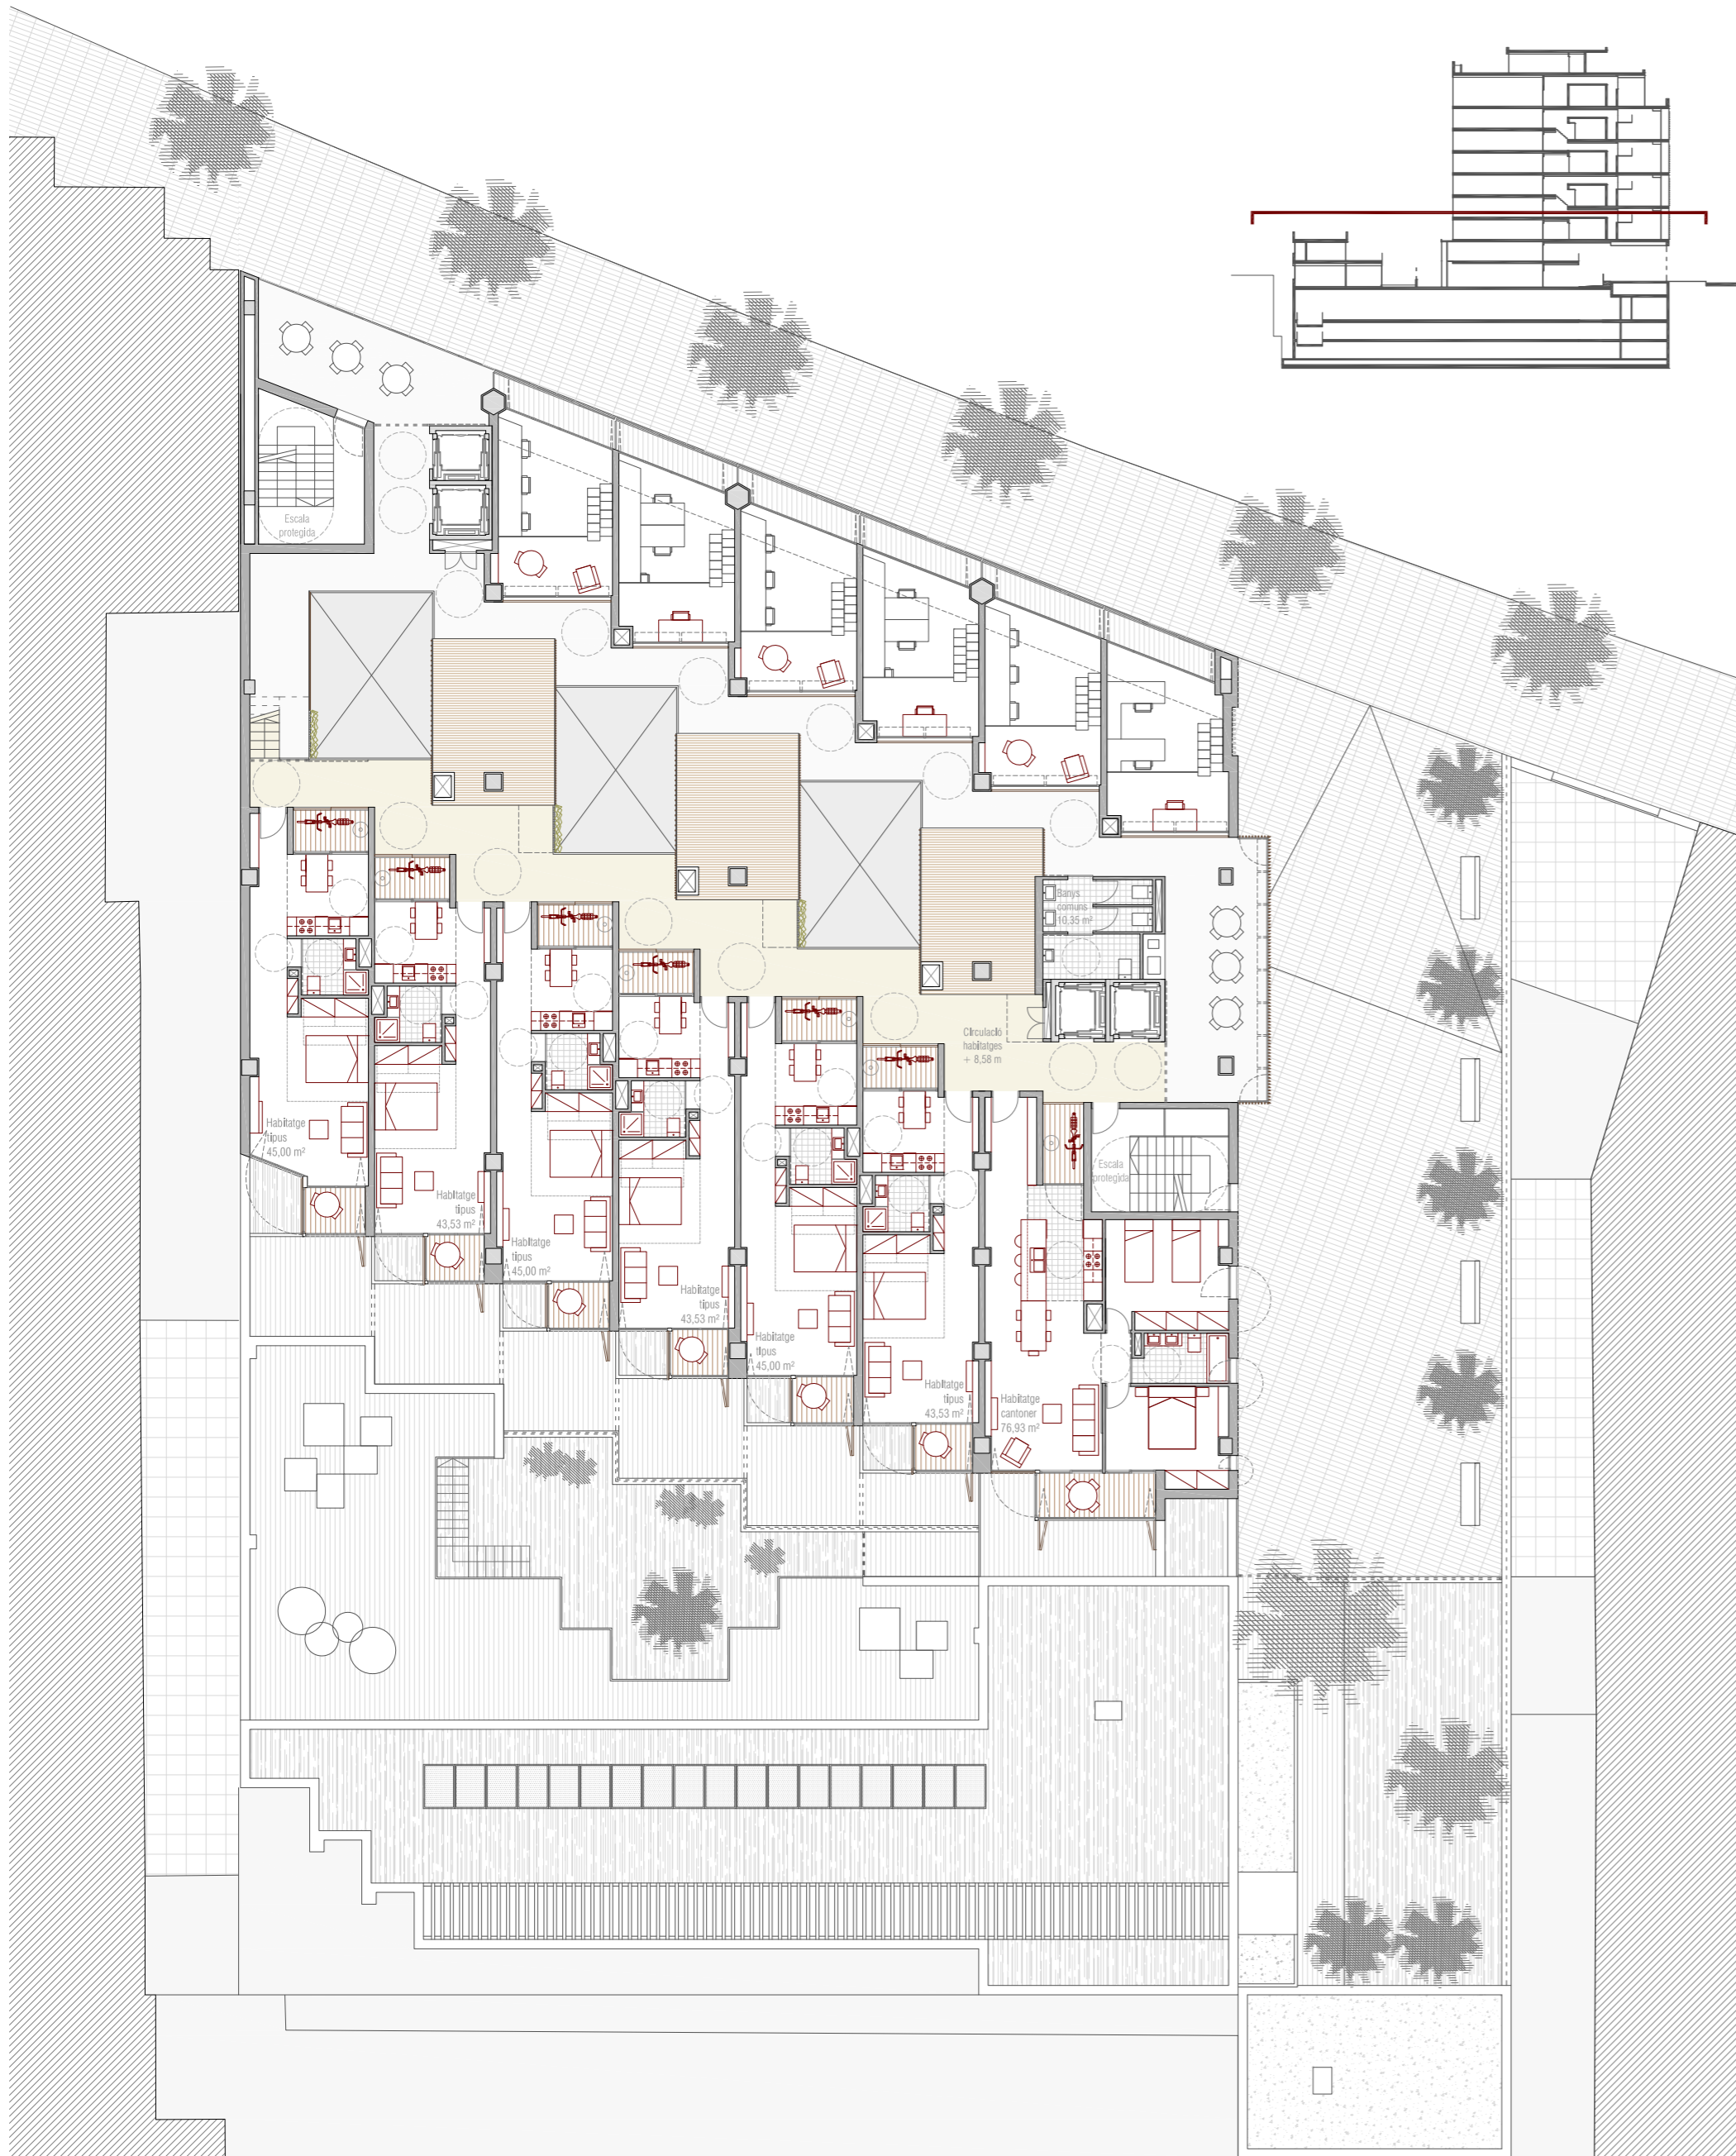 Escala
protegida
Banys
comuns
10,35 m²
Circulació
habitatges
+ 8,58 m
Habitatge
tipus
45,00 m²
Escala
protegida
Habitatge
tipus
43,53 m²
Habitatge
tipus
45,00 m²
Habitatge
tipus
43,53 m²
Habitatge
tipus
45,00 m²
Habitatge
tipus
43,53 m²
Habitatge
cantoner
76,93 m²